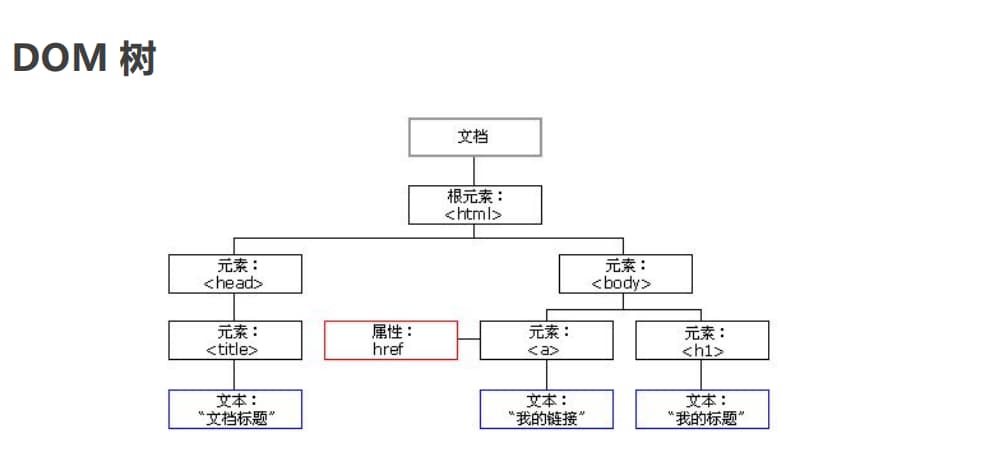 DOM 树
文档
根元素：
<html>
元素：
<head>
元素：
<body>
元素：
<title>
属性：
href
元素：
<a>
元素：
<h1>
文本：
“文档标题”
文本：
“我的链接”
文本：
“我的标题”